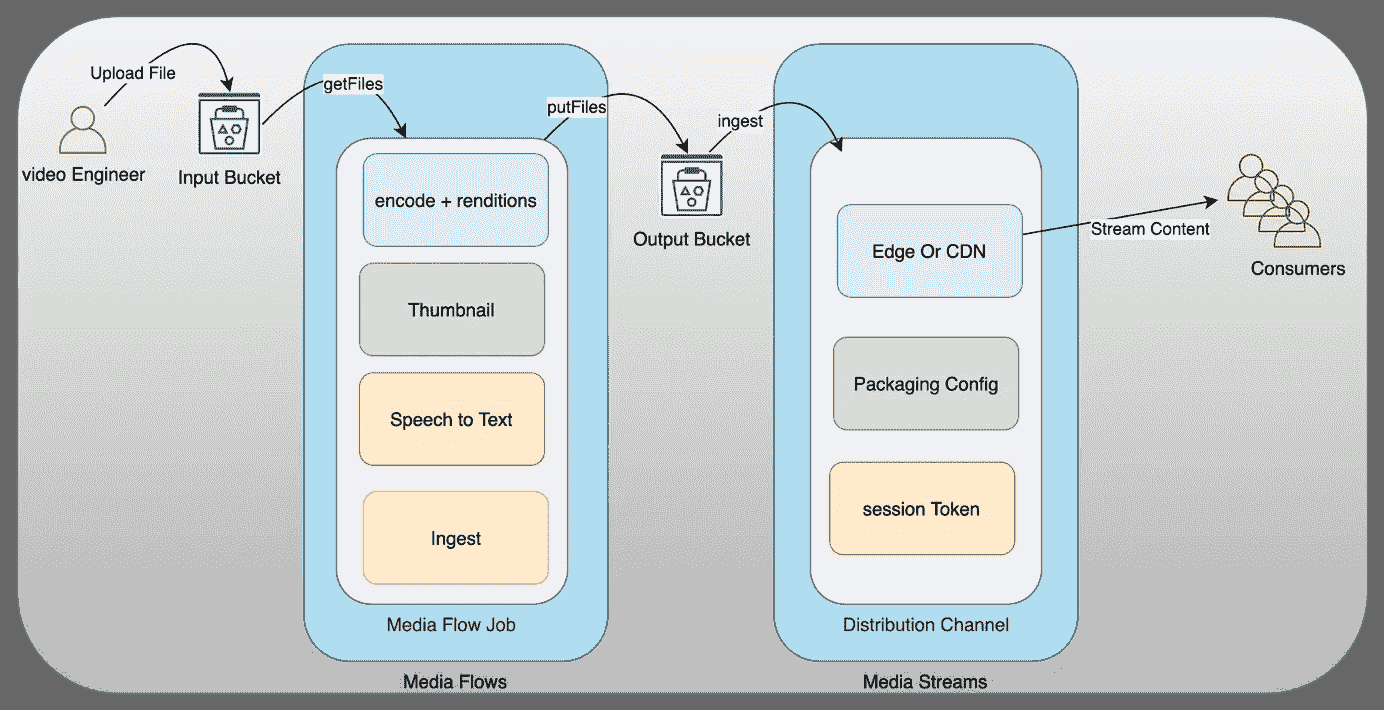 Upload File
video Engineer
Input Bucket
getFiles
encode + renditions
Thumbnail
Speech to Text
Ingest
Media Flow Job
Media Flows
putFiles
Output Bucket
ingest
Edge Or CDN
Packaging Config
session Token
Distribution Channel
Media Streams
Stream Content
Consumers